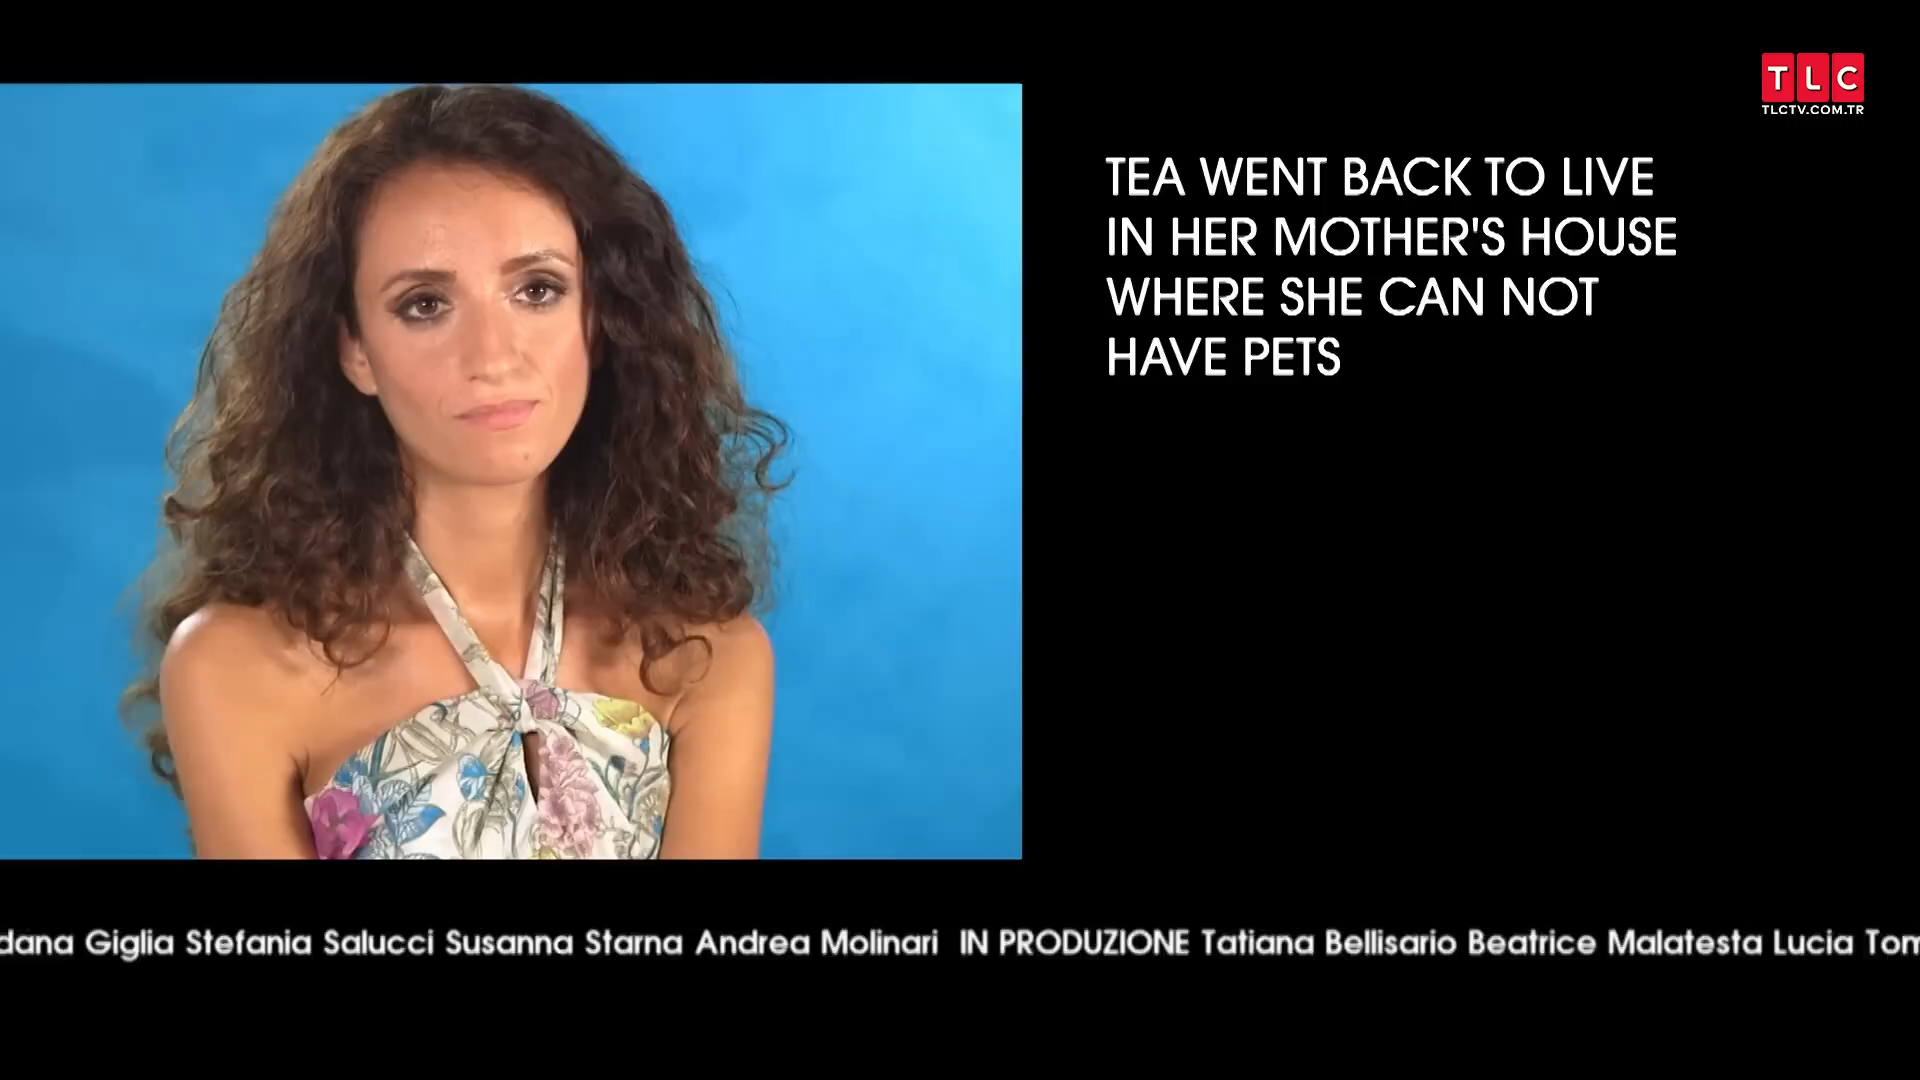 TLC
TLCTV.COM.TR
TEA WENT BACK TO LIVE
IN HER MOTHER'S HOUSE
WHERE SHE CAN NOT
HAVE PETS
Giglia Stefania Salucci Susanna Starna Andrea Molinari IN PRODUZIONE Tatiana Bellisario Beatrice Malatesta Lucia